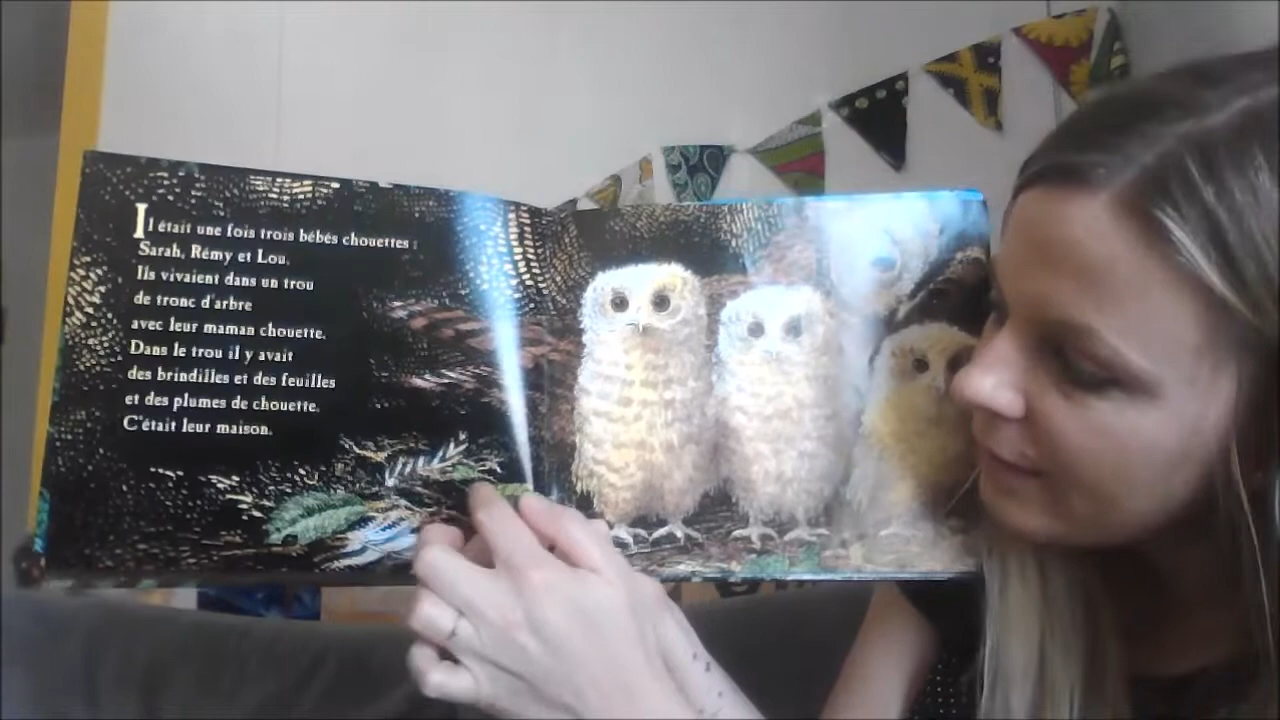 Il était une fois trois bébés chouettes :
Sarah, Rémy et Lou.
Ils vivaient dans un trou
de tronc d'arbre
avec leur maman chouette.
Dans le trou il y avait
des brindilles et des feuilles
et des plumes de chouette.
C'était leur maison.